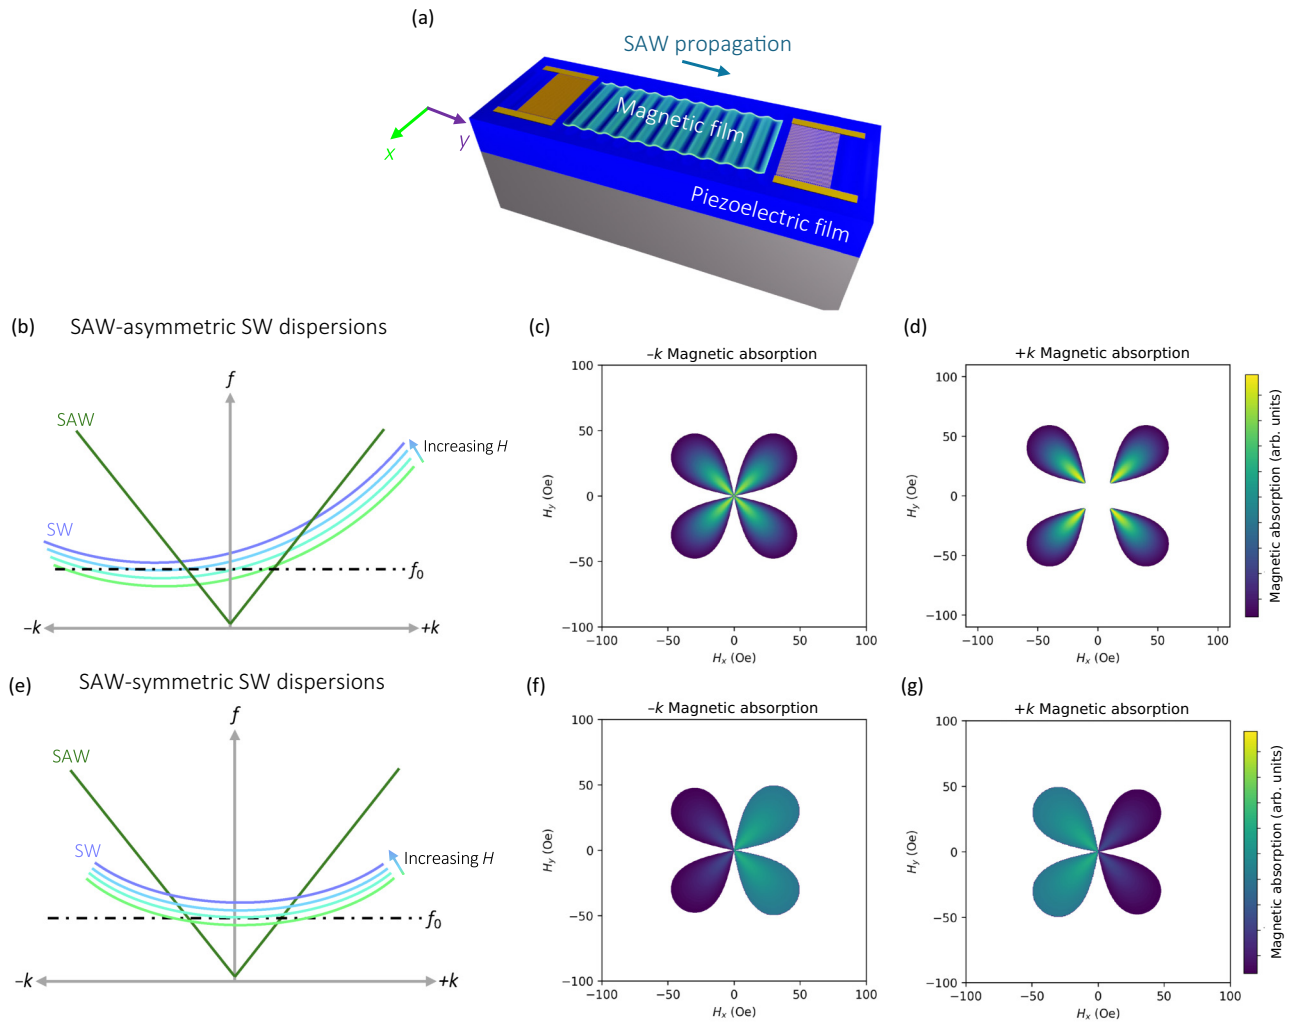 (a)
SAW propagation
Magnetic film
x
y
Piezoelectric film
(b)
SAW-asymmetric SW dispersions
f
SAW
Increasing H
SW
f0
–k
+k
(c)
–k Magnetic absorption
100
50
0
−50
−100
Hy (Oe)
−100
−50
0
50
100
Hx (Oe)
(d)
+k Magnetic absorption
100
50
0
−50
−100
Hy (Oe)
−100
−50
0
50
100
Hx (Oe)
Magnetic absorption (arb. units)
(e)
SAW-symmetric SW dispersions
f
SAW
SW
Increasing H
f0
–k
+k
(f)
–k Magnetic absorption
100
50
0
−50
−100
Hy (Oe)
−100
−50
0
50
100
Hx (Oe)
(g)
+k Magnetic absorption
100
50
0
−50
−100
Hy (Oe)
−100
−50
0
50
100
Hx (Oe)
Magnetic absorption (arb. units)